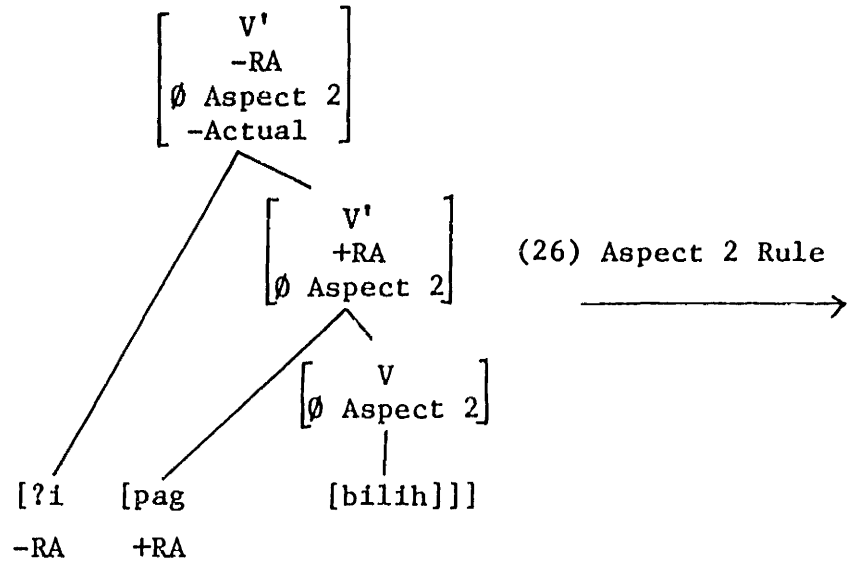 V'
-RA
Ø Aspect 2
-Actual
V'
+RA
Ø Aspect 2
(26) Aspect 2 Rule
V
Ø Aspect 2
[?i [pag [bilih]]]
-RA +RA